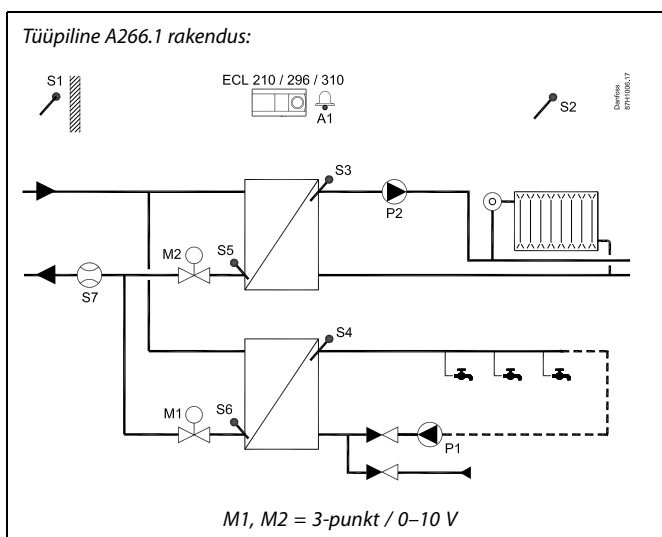 Tüüpiline A266.1 rakendus:
S1
ECL 210 / 296 / 310
A1
S2
Danfoss
87H1006.17
S3
P2
M2
S5
S7
S4
M1
S6
P1
M1, M2 = 3-punkt / 0–10 V